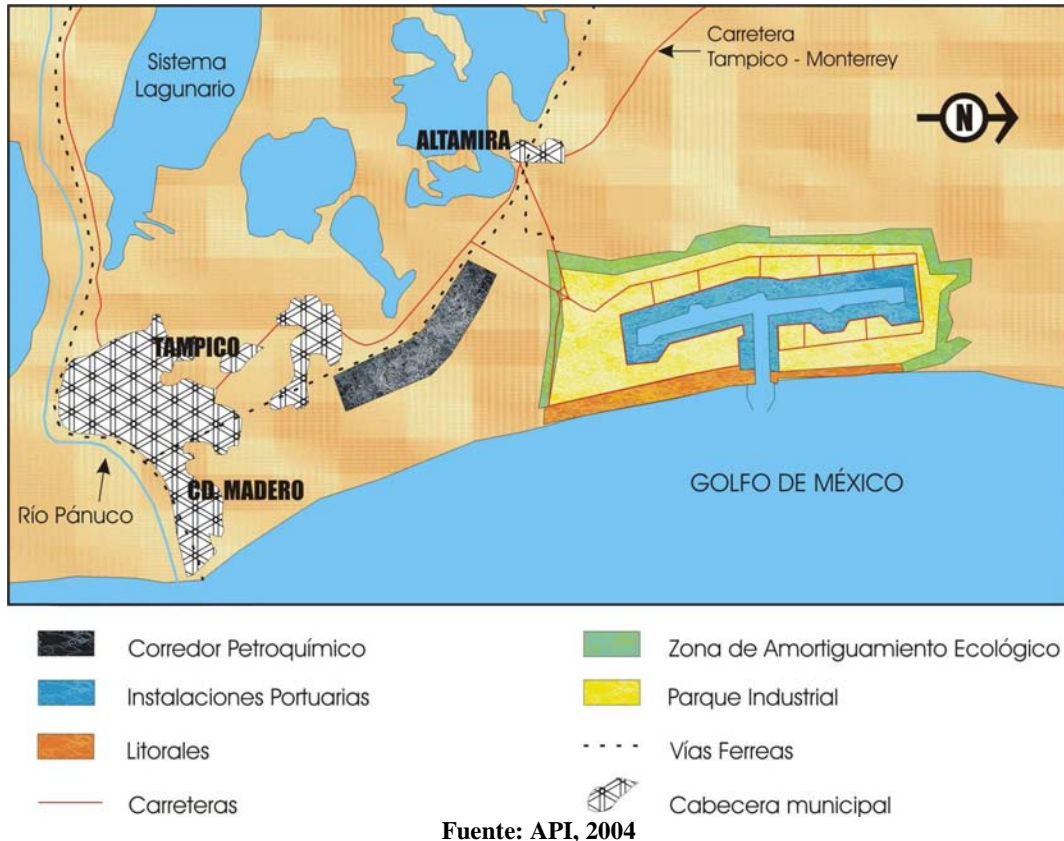 Sistema
Lagunario
Carretera
Tampico - Monterrey
N
ALTAMIRA
TAMPICO
CD. MADERO
Río Pánuco
GOLFO DE MÉXICO
Corredor Petroquímico
Instalaciones Portuarias
Litorales
Carreteras
Zona de Amortiguamiento Ecológico
Parque Industrial
Vías Ferreas
Cabecera municipal
Fuente: API, 2004